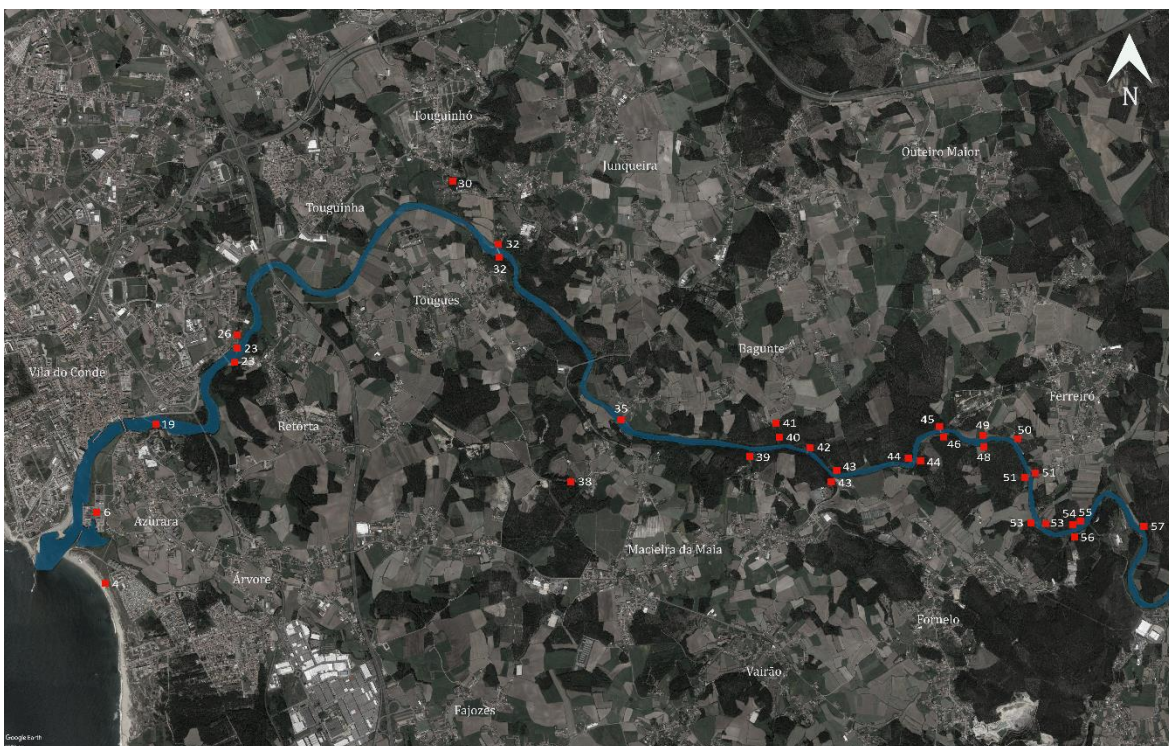 N
Touguinhó
Junqueira
Outeiro Maior
30
Touguinha
32
32
Tougues
26
23
23
Bagunte
Vila do Conde
Ferreiró
35
41
45
49
50
19
Retorta
40
46
42
48
39
44
44
43
51
51
38
43
6
Azurara
53
53
54
55
57
56
Macieira da Maia
Árvore
4
Fornelo
Vairão
Fajozes
Google Earth